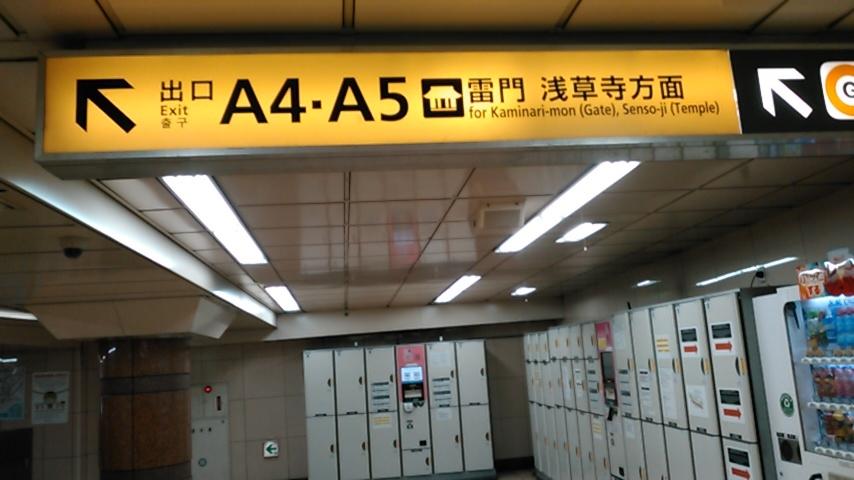 出口
Exit
출구
A4·A5
雷門 浅草寺方面
for Kaminari-mon (Gate), Senso-ji (Temple)
G